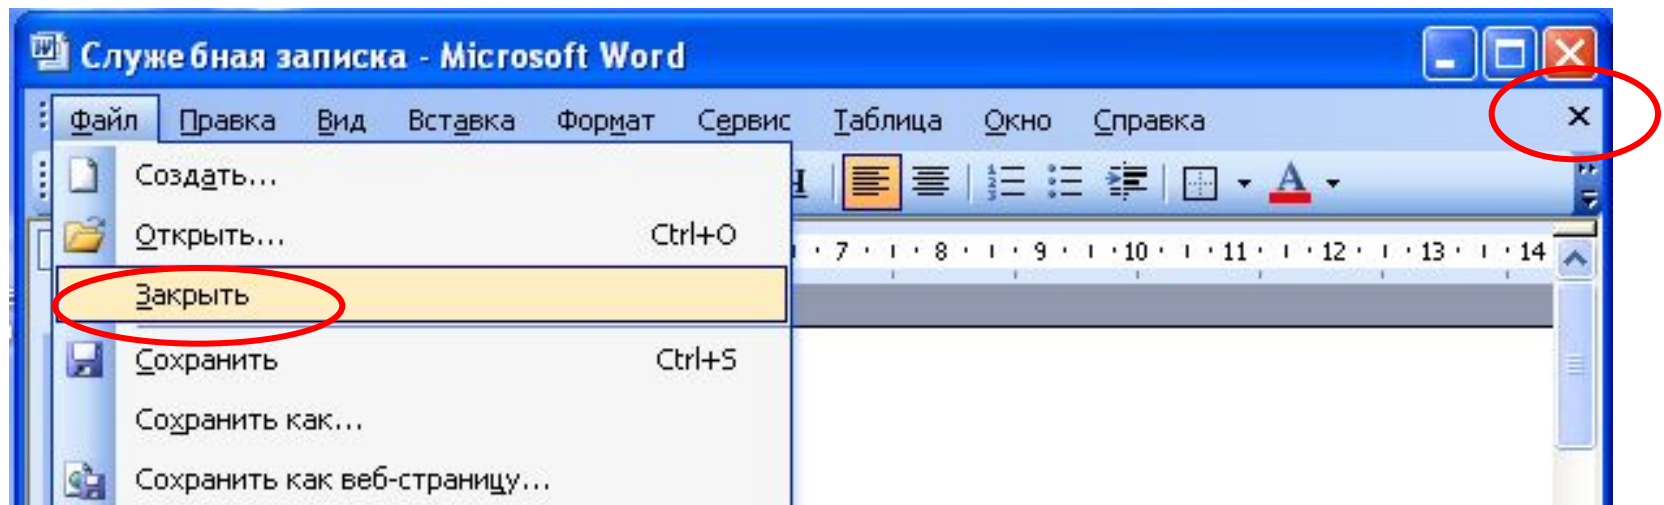 Служебная записка - Microsoft Word
Файл Правка Вид Вставка Формат Сервис Таблица Окно Справка
Создать...
Открыть... Ctrl+O
7 8 9 10 11 12 13 14
Закрыть
Сохранить Ctrl+S
Сохранить как...
Сохранить как веб-страницу...